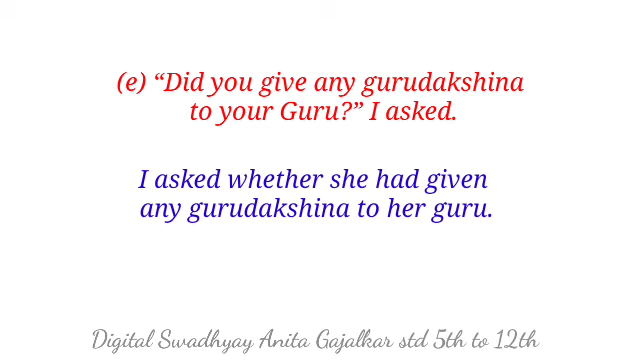 (e) “Did you give any gurudakshina
to your Guru?” I asked.
I asked whether she had given
any gurudakshina to her guru.
Digital Swadhyay Anita Gajalkar std 5th to 12th